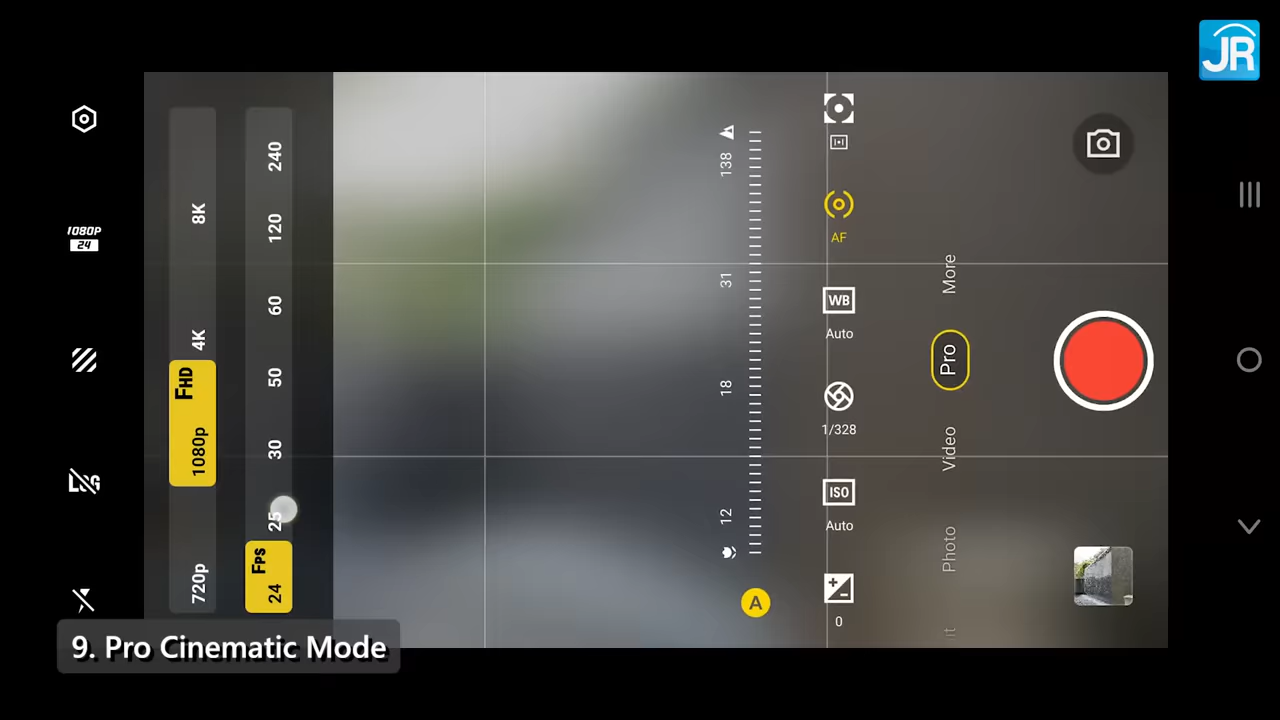 JR
1080P
24
LOG
8K
4K
FHD
1080p
720p
240
120
60
50
30
25
FPS
24
138
31
18
12
A
AF
WB
Auto
1/328
ISO
Auto
0
More
Pro
Video
Photo
9. Pro Cinematic Mode